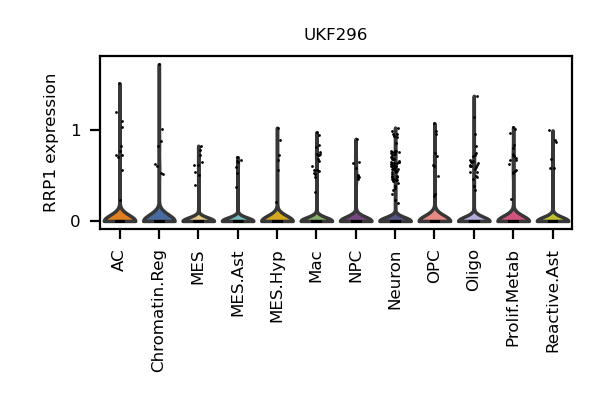 UKF296
RRP1 expression
1
0
AC
Chromatin.Reg
MES
MES.Ast
MES.Hyp
Mac
NPC
Neuron
OPC
Oligo
Prolif.Metab
Reactive.Ast